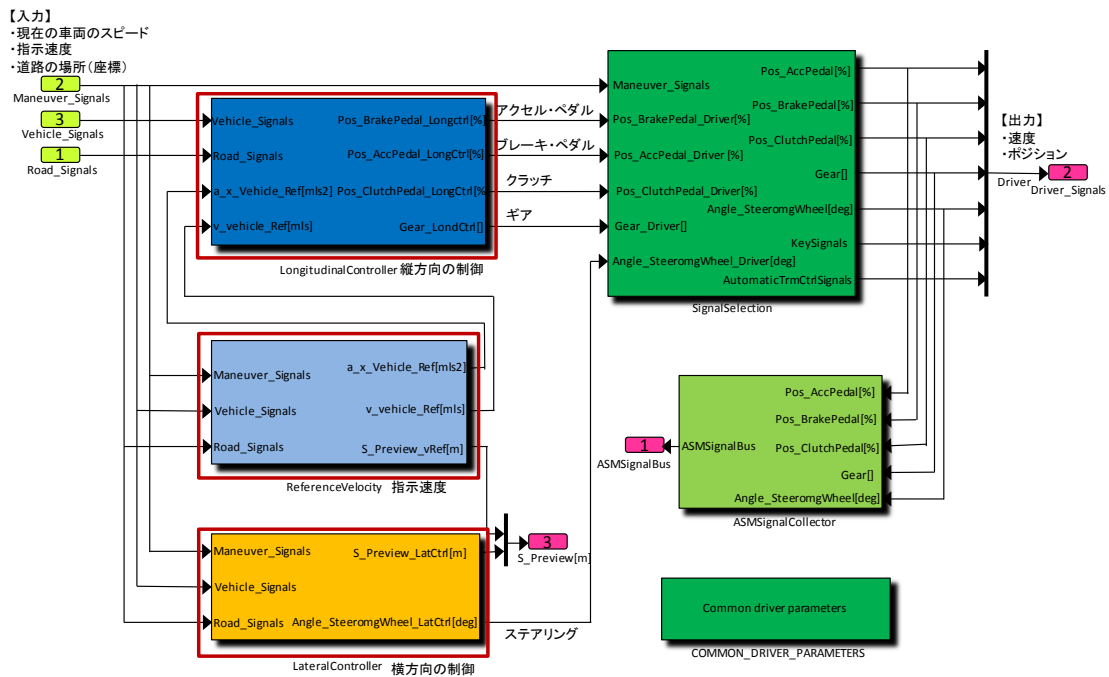 【入力】
・現在の車両のスピード
・指示速度
・道路の場所(座標)
2
Maneuver_Signals
3
Vehicle_Signals
1
Road_Signals
Vehicle_Signals
Road_Signals
a_x_Vehicle_Ref[mls2]
v_vehicle_Ref[mls]
Pos_BrakePedal_Longctrl[%]
Pos_AccPedal_LongCtrl[%]
Pos_ClutchPedal_LongCtrl[%]
Gear_LondCtrl[]
LongitudinalController 縦方向の制御
アクセル・ペダル
ブレーキ・ペダル
クラッチ
ギア
Maneuver_Signals
Pos_BrakePedal_Driver[%]
Pos_AccPedal_Driver [%]
Pos_ClutchPedal_Driver[%]
Gear_Driver[]
Angle_SteeromgWheel_Driver[deg]
Pos_AccPedal[%]
Pos_BrakePedal[%]
Pos_ClutchPedal[%]
Gear[]
Angle_SteeromgWheel[deg]
KeySignals
AutomaticTrmCtrlSignals
SignalSelection
【出力】
・速度
・ポジション
2
Driver
Driver_Signals
Maneuver_Signals
Vehicle_Signals
Road_Signals
a_x_Vehicle_Ref[mls2]
v_vehicle_Ref[mls]
S_Preview_vRef[m]
ReferenceVelocity 指示速度
Pos_AccPedal[%]
Pos_BrakePedal[%]
Pos_ClutchPedal[%]
Gear[]
Angle_SteeromgWheel[deg]
ASMSignalBus
1
ASMSignalBus
ASMSignalCollector
Maneuver_Signals
Vehicle_Signals
Road_Signals
S_Preview_LatCtrl[m]
Angle_SteeromgWheel_LatCtrl[deg]
LateralController 横方向の制御
3
S_Preview[m]
ステアリング
Common driver parameters
COMMON_DRIVER_PARAMETERS